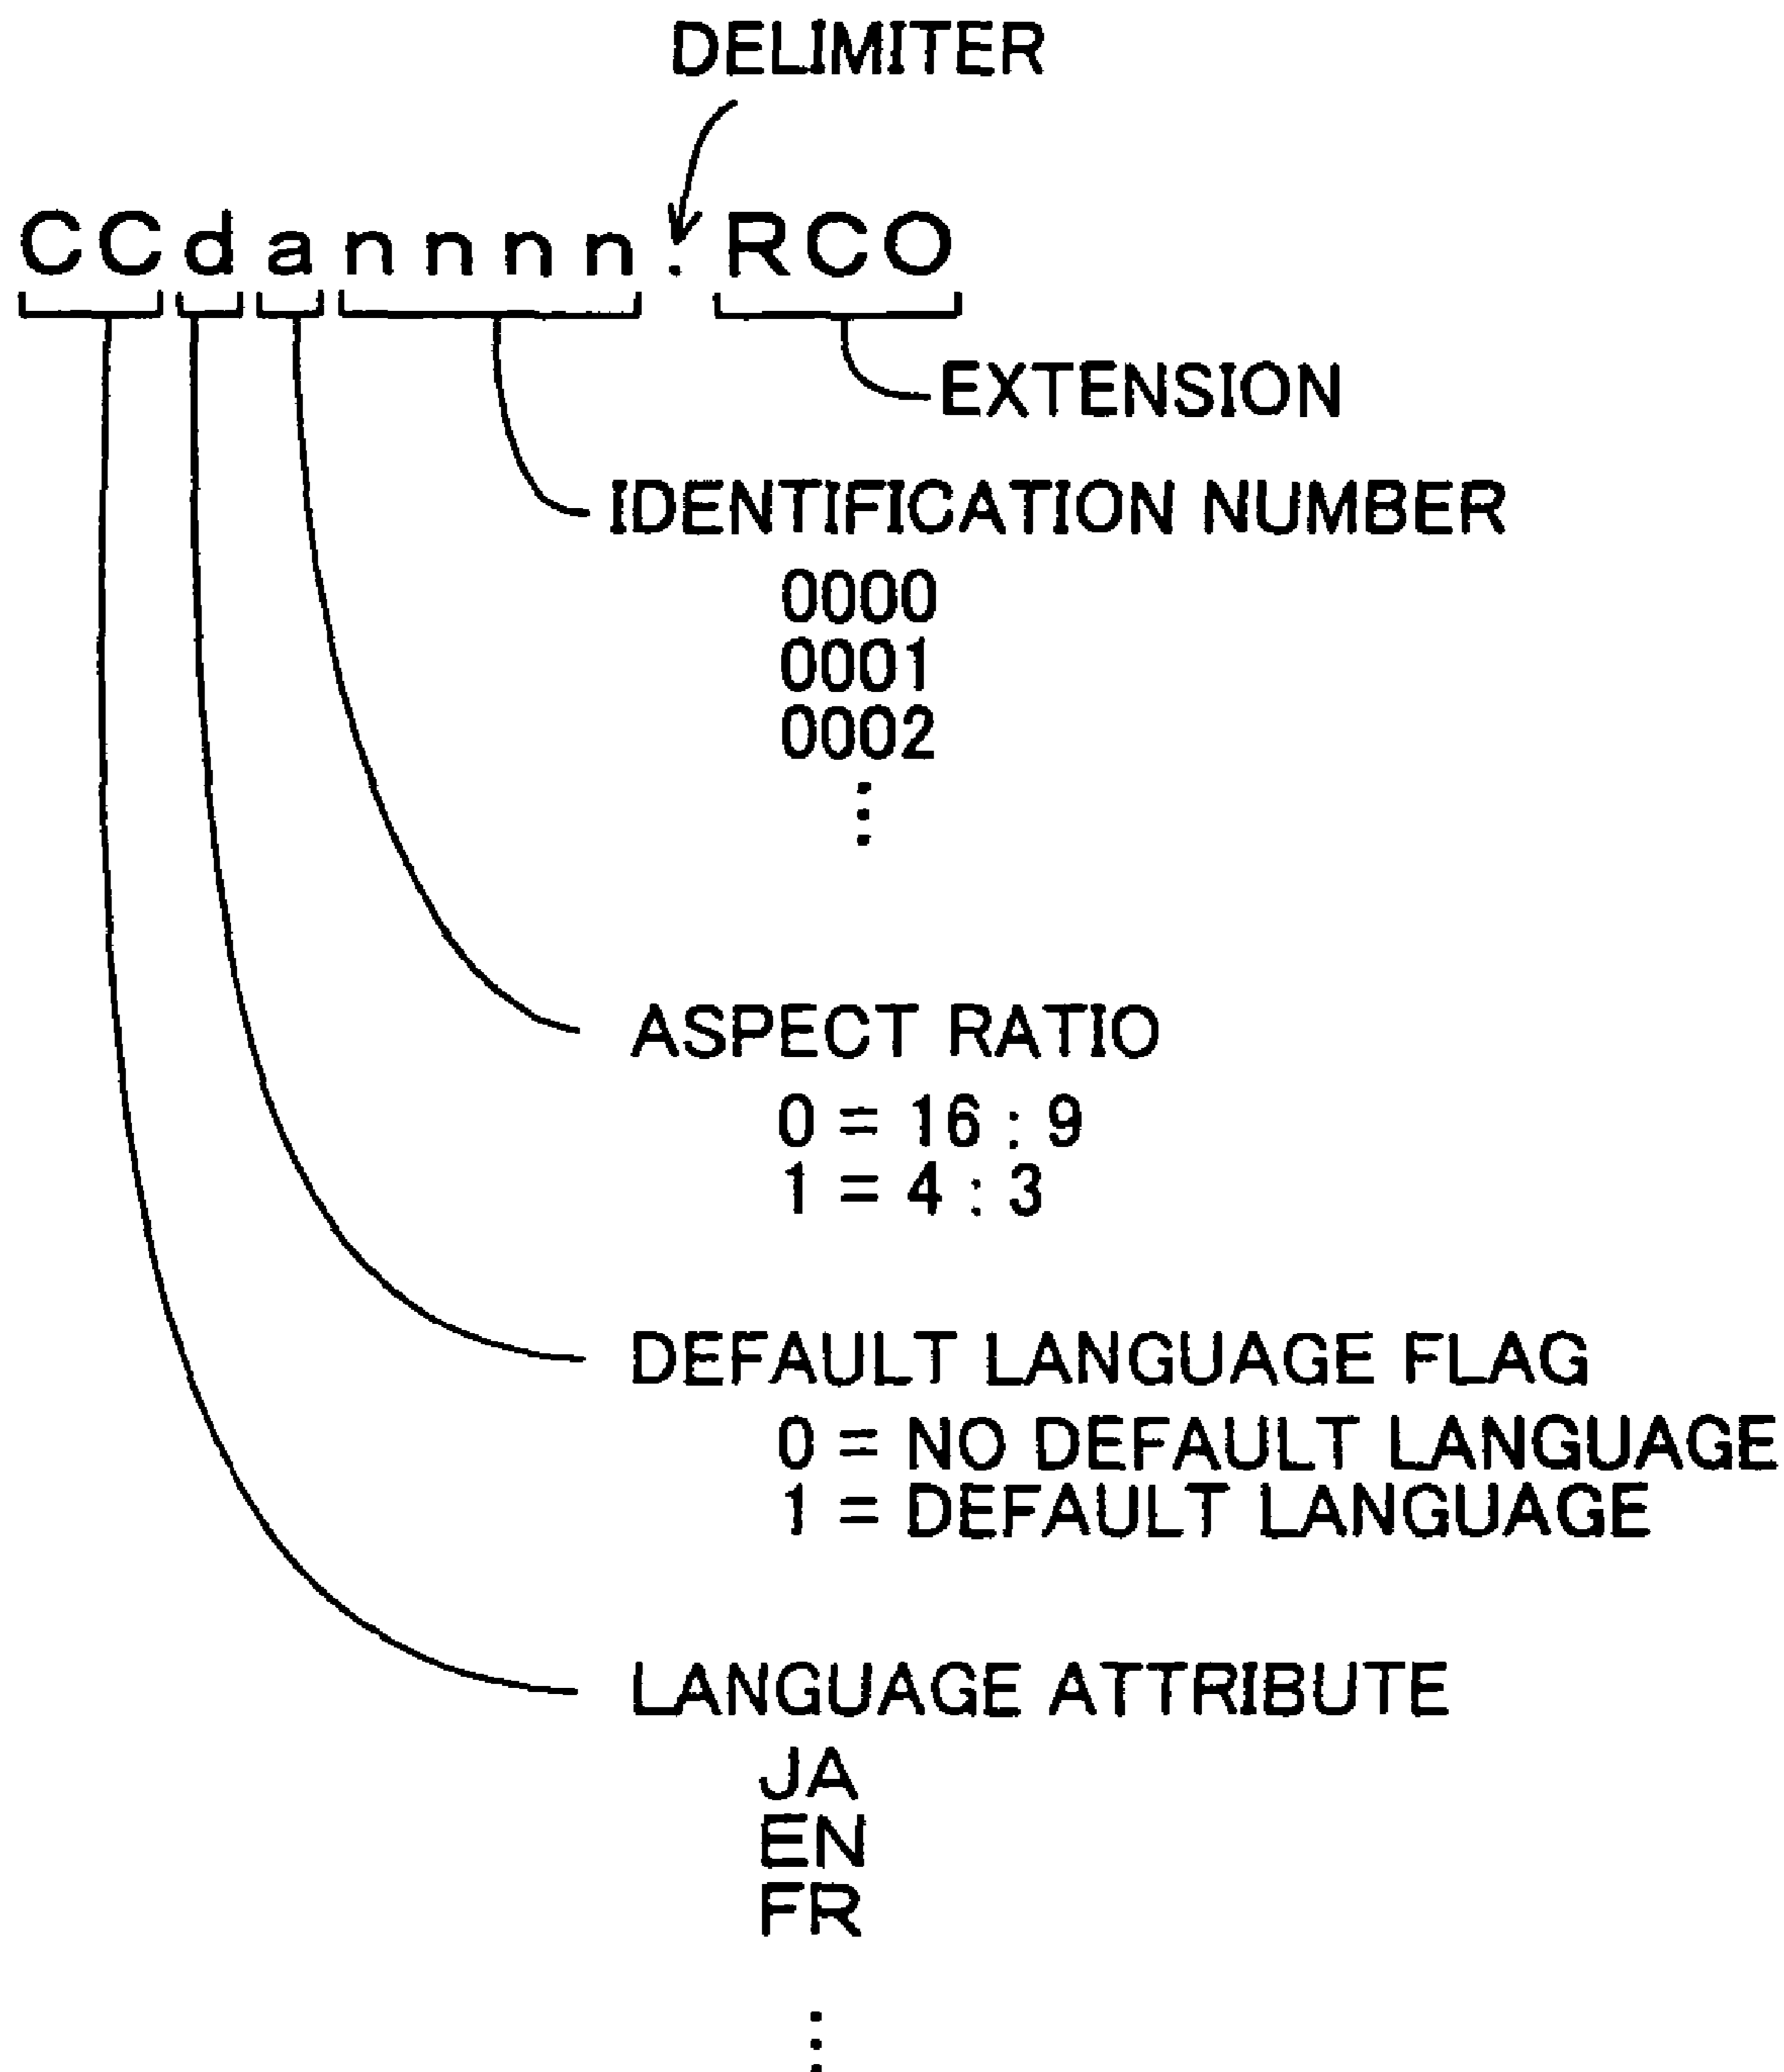 DELIMITER
CCdannnn.RCO
EXTENSION
IDENTIFICATION NUMBER
0000
0001
0002
⋮
ASPECT RATIO
0 = 16 : 9
1 = 4 : 3
DEFAULT LANGUAGE FLAG
0 = NO DEFAULT LANGUAGE
1 = DEFAULT LANGUAGE
LANGUAGE ATTRIBUTE
JA
EN
FR
⋮